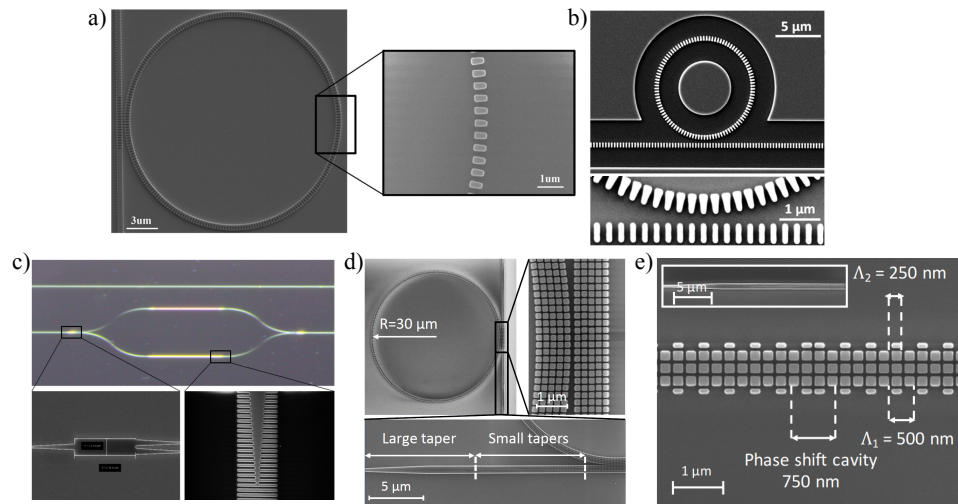 a)
3um
1um
b)
5 μm
1 μm
c)
d)
R=30 μm
1 μm
Large taper
Small tapers
5 μm
e)
5 μm
Λ2 = 250 nm
Λ1 = 500 nm
Phase shift cavity
750 nm
1 μm